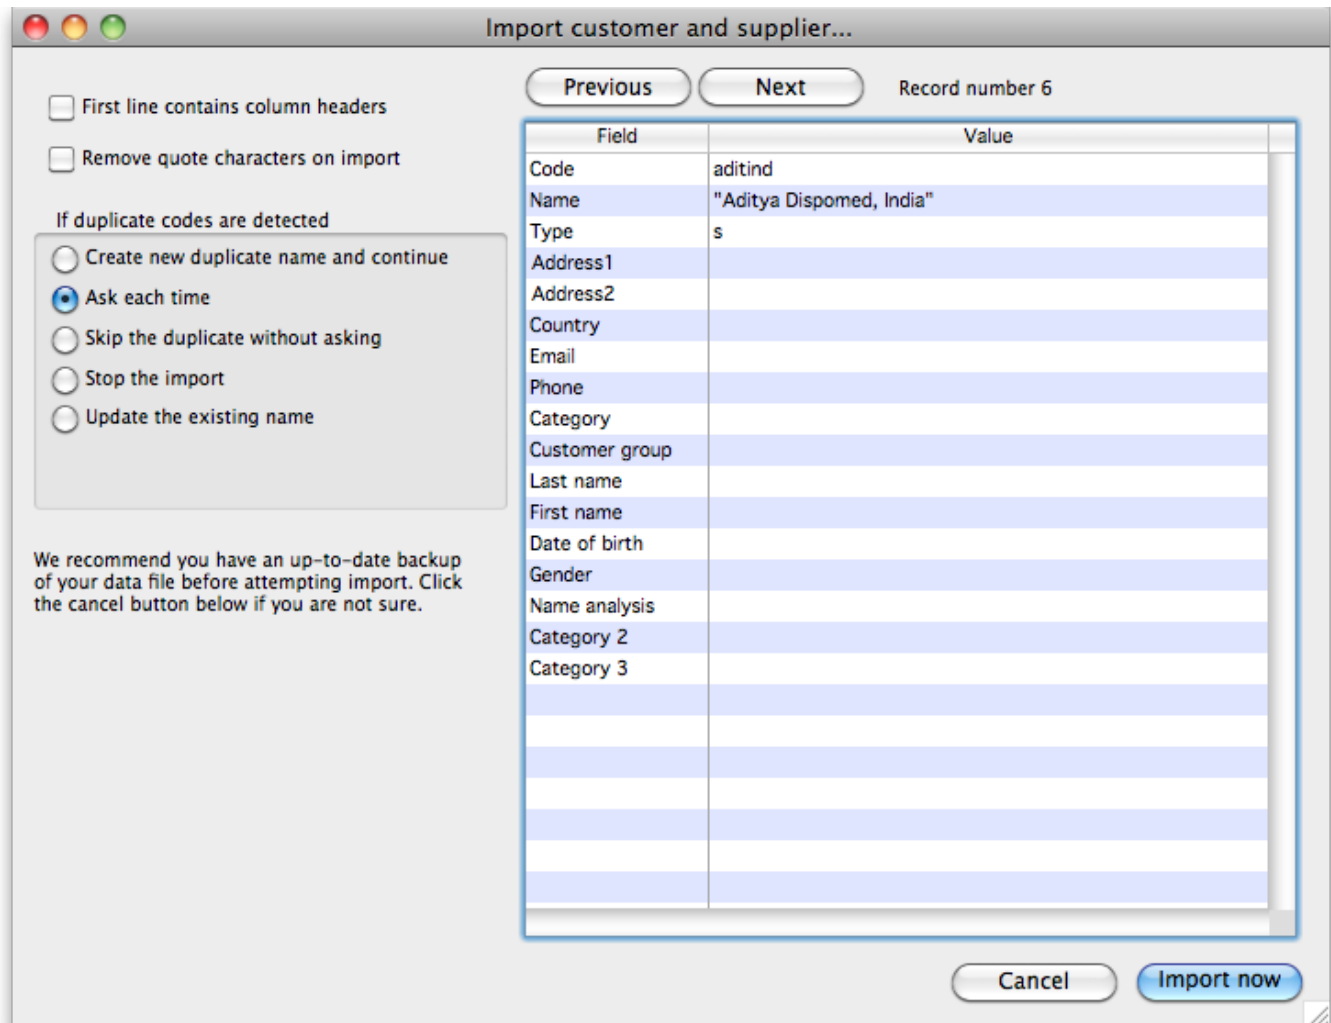 Import customer and supplier...
First line contains column headers
Remove quote characters on import
If duplicate codes are detected
Create new duplicate name and continue
Ask each time
Skip the duplicate without asking
Stop the import
Update the existing name
We recommend you have an up-to-date backup
of your data file before attempting import. Click
the cancel button below if you are not sure.
Previous Next Record number 6
Field Value
Code aditind
Name "Aditya Dispomed, India"
Type s
Address1
Address2
Country
Email
Phone
Category
Customer group
Last name
First name
Date of birth
Gender
Name analysis
Category 2
Category 3
Cancel Import now